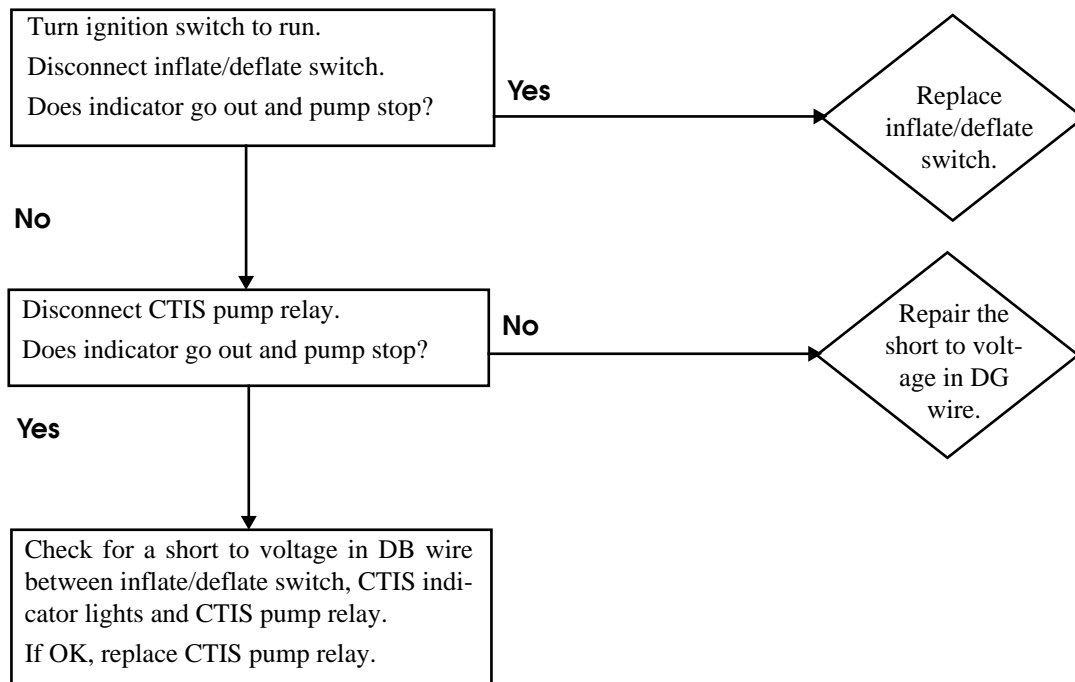 Turn ignition switch to run.
Disconnect inflate/deflate switch.
Does indicator go out and pump stop?
Yes
Replace
inflate/deflate
switch.
No
Disconnect CTIS pump relay.
Does indicator go out and pump stop?
No
Repair the
short to volt-
age in DG
wire.
Yes
Check for a short to voltage in DB wire
between inflate/deflate switch, CTIS indi-
cator lights and CTIS pump relay.
If OK, replace CTIS pump relay.